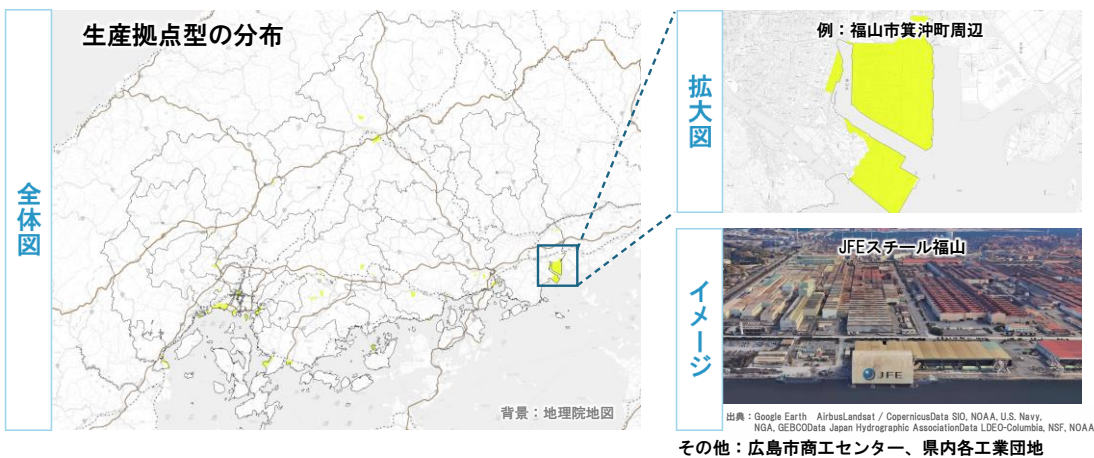 全体図
生産拠点型の分布
背景：地理院地図
拡大図
例：福山市箕沖町周辺
イメージ
JFEスチール福山
JFE
出典：Google Earth　AirbusLandsat / CopernicusData SIO, NOAA, U.S. Navy,
NGA, GEBCOData Japan Hydrographic AssociationData LDEO-Columbia, NSF, NOAA
その他：広島市商工センター、県内各工業団地